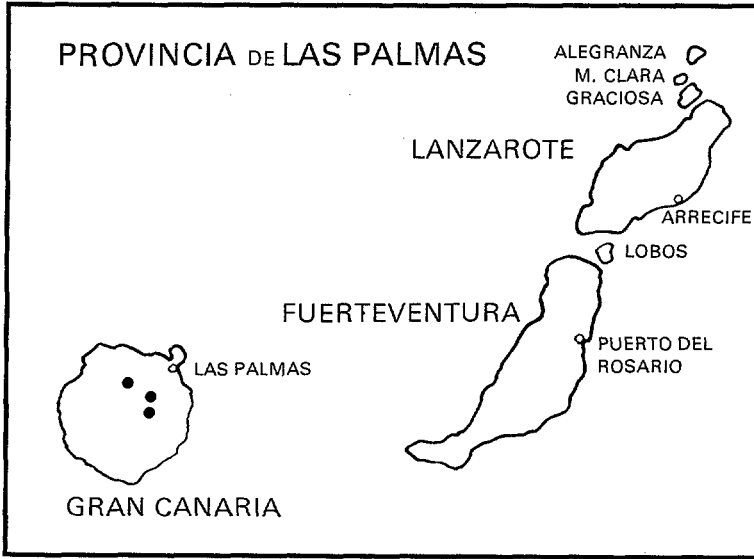 PROVINCIA DE LAS PALMAS
ALEGRANZA
M. CLARA
GRACIOSA
LANZAROTE
ARRECIFE
LOBOS
FUERTEVENTURA
PUERTO DEL
ROSARIO
LAS PALMAS
GRAN CANARIA